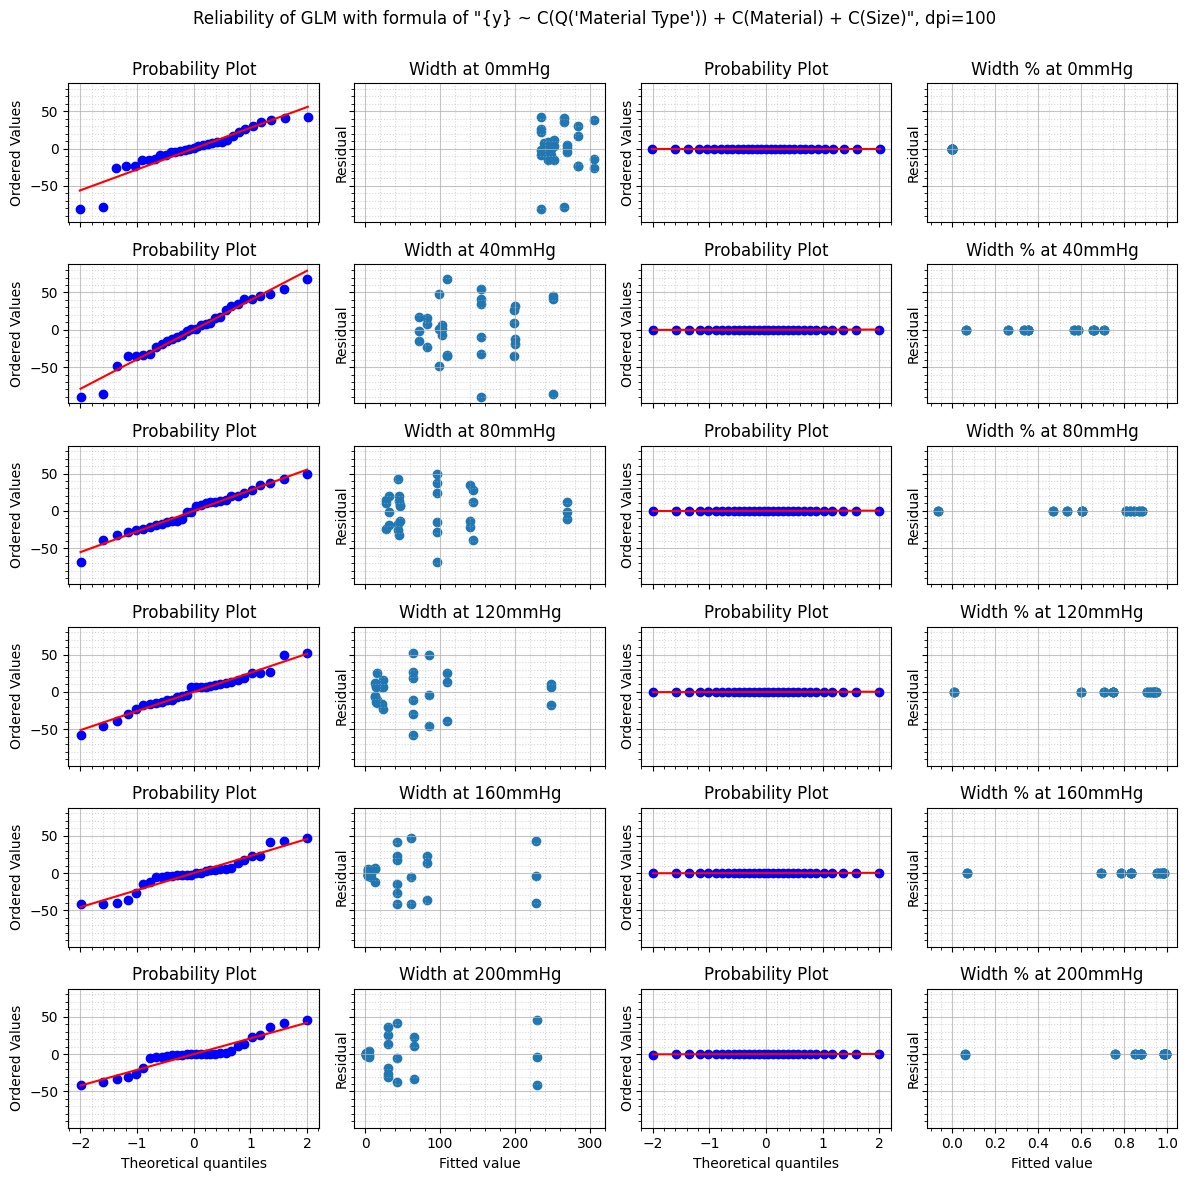 Reliability of GLM with formula of "{y} ~ C(Q('Material Type')) + C(Material) + C(Size)", dpi=100
Probability Plot
Width at 0mmHg
Probability Plot
Width % at 0mmHg
Ordered Values
50
0
−50
Residual
Ordered Values
Residual
Probability Plot
Width at 40mmHg
Probability Plot
Width % at 40mmHg
Ordered Values
50
0
−50
Residual
Ordered Values
Residual
Probability Plot
Width at 80mmHg
Probability Plot
Width % at 80mmHg
Ordered Values
50
0
−50
Residual
Ordered Values
Residual
Probability Plot
Width at 120mmHg
Probability Plot
Width % at 120mmHg
Ordered Values
50
0
−50
Residual
Ordered Values
Residual
Probability Plot
Width at 160mmHg
Probability Plot
Width % at 160mmHg
Ordered Values
50
0
−50
Residual
Ordered Values
Residual
Probability Plot
Width at 200mmHg
Probability Plot
Width % at 200mmHg
Ordered Values
50
0
−50
Residual
Ordered Values
Residual
−2 −1 0 1 2
0 100 200 300
−2 −1 0 1 2
0.0 0.2 0.4 0.6 0.8 1.0
Theoretical quantiles
Fitted value
Theoretical quantiles
Fitted value